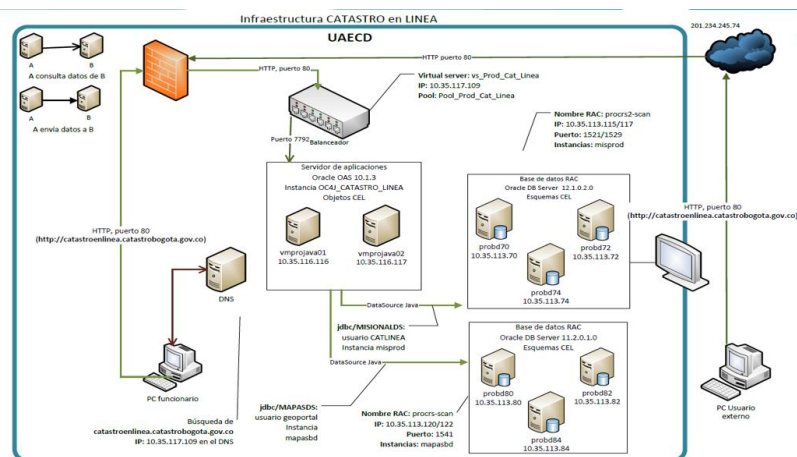 Infraestructura CATASTRO en LINEA
UAECD
201.234.245.74
A
B
A consulta datos de B
A
B
A envía datos a B
HTTP, puerto 80
HTTP puerto 80
Virtual server: vs_Prod_Cat_Linea
IP: 10.35.117.109
Pool: Pool_Prod_Cat_Linea
Puerto 7792
Balanceador
Nombre RAC: procrs2-scan
IP: 10.35.113.115/117
Puerto: 1521/1529
Instancias: misprod
Servidor de aplicaciones
Oracle OAS 10.1.3
Instancia OC4J_CATASTRO_LINEA
Objetos CEL
vmprojava01
10.35.116.116
vmprojava02
10.35.116.117
Base de datos RAC
Oracle DB Server 12.1.0.2.0
Esquemas CEL
probd70
10.35.113.70
probd72
10.35.113.72
probd74
10.35.113.74
HTTP, puerto 80
(http://catastroenlinea.catastrobogota.gov.co)
HTTP, puerto 80
(http://catastroenlinea.catastrobogota.gov.co)
DNS
DataSource Java
jdbc/MISIONALDS:
usuario CATLINEA
Instancia misprod
DataSource Java
Base de datos RAC
Oracle DB Server 11.2.0.1.0
Esquemas CEL
probd80
10.35.113.80
probd82
10.35.113.82
probd84
10.35.113.84
PC funcionario
jdbc/MAPASDS:
usuario geoportal
Instancia
mapasbd
Nombre RAC: procrs-scan
IP: 10.35.113.120/122
Puerto: 1541
Instancias: mapasbd
Búsqueda de
catastroenlinea.catastrobogota.gov.co
IP: 10.35.117.109 en el DNS
PC Usuario
externo